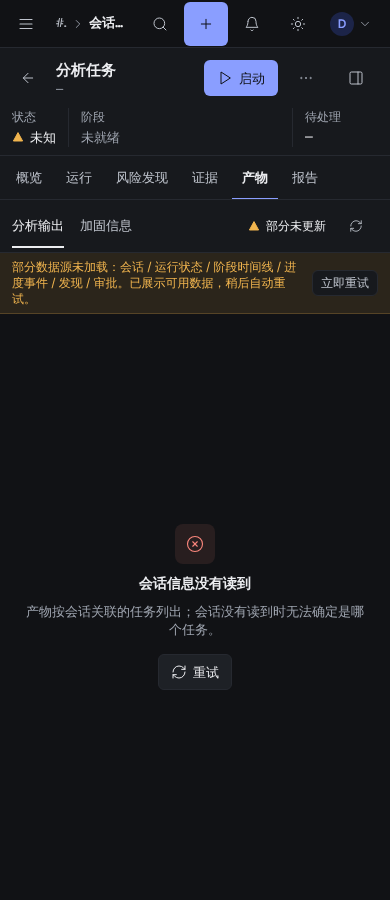 #. 会话…
D
分析任务
–
启动
状态
未知
阶段
未就绪
待处理
–
概览 运行 风险发现 证据 产物 报告
分析输出 加固信息 部分未更新
部分数据源未加载：会话 / 运行状态 / 阶段时间线 / 进
度事件 / 发现 / 审批。已展示可用数据，稍后自动重
试。
立即重试
会话信息没有读到
产物按会话关联的任务列出；会话没有读到时无法确定是哪
个任务。
重试